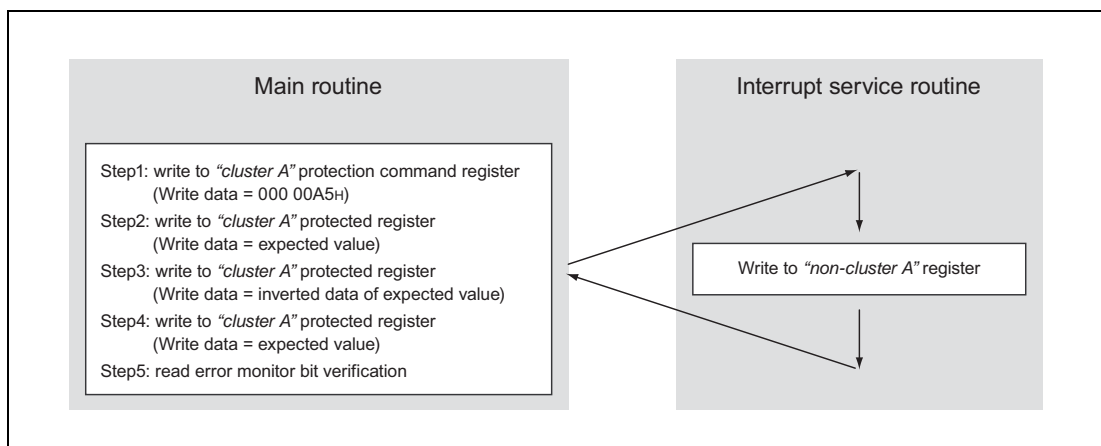 Main routine
Step1: write to "cluster A" protection command register
(Write data = 000 00A5H)
Step2: write to "cluster A" protected register
(Write data = expected value)
Step3: write to "cluster A" protected register
(Write data = inverted data of expected value)
Step4: write to "cluster A" protected register
(Write data = expected value)
Step5: read error monitor bit verification
Interrupt service routine
Write to "non-cluster A" register